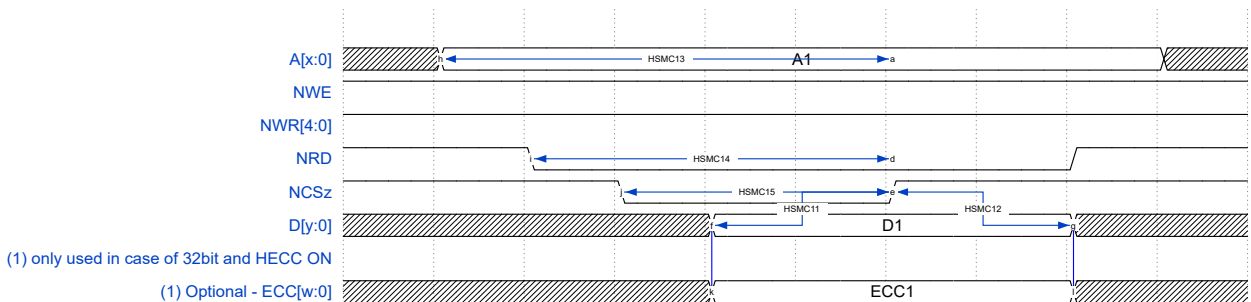 A[x:0] h HSMC13 A1 a
NWE
NWR[4:0]
NRD i HSMC14 d
NCSz j HSMC15 e
HSMC11 HSMC12
D[y:0] f D1 g
(1) only used in case of 32bit and HECC ON
(1) Optional - ECC[w:0] k ECC1 l